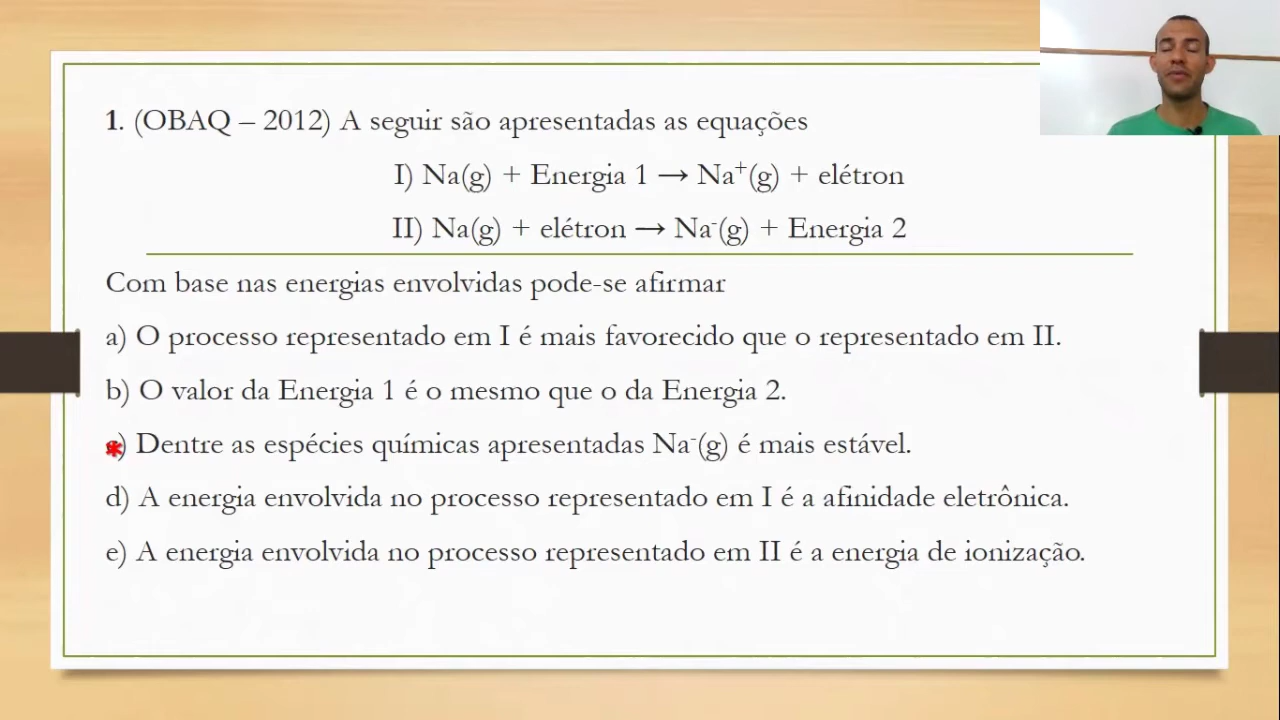 1. (OBAQ – 2012) A seguir são apresentadas as equações
I) Na(g) + Energia 1 → Na⁺(g) + elétron
II) Na(g) + elétron → Na⁻(g) + Energia 2
Com base nas energias envolvidas pode-se afirmar
a) O processo representado em I é mais favorecido que o representado em II.
b) O valor da Energia 1 é o mesmo que o da Energia 2.
) Dentre as espécies químicas apresentadas Na⁻(g) é mais estável.
d) A energia envolvida no processo representado em I é a afinidade eletrônica.
e) A energia envolvida no processo representado em II é a energia de ionização.